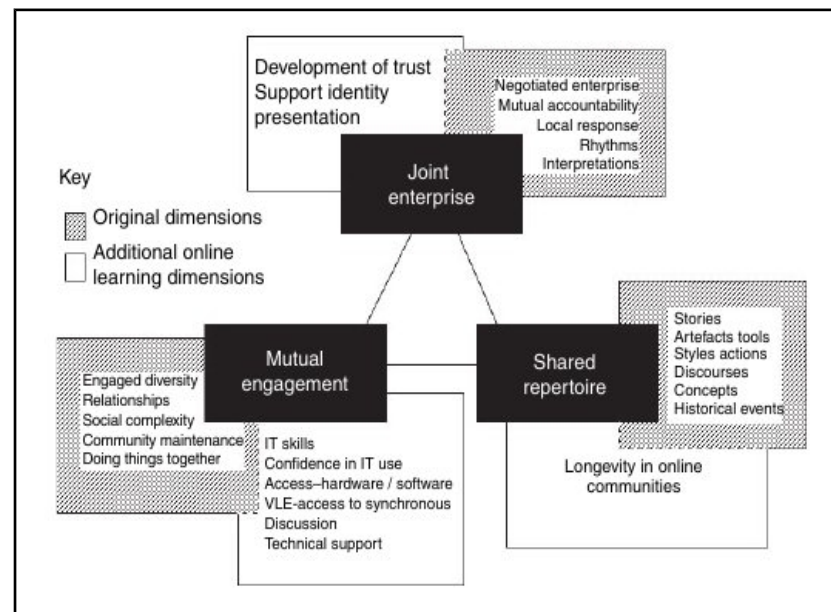 Development of trust
Support identity
presentation
Negotiated enterprise
Mutual accountability
Local response
Rhythms
Interpretations
Joint
enterprise
Key
Original dimensions
Additional online
learning dimensions
Mutual
engagement
Engaged diversity
Relationships
Social complexity
Community maintenance
Doing things together
IT skills
Confidence in IT use
Access–hardware / software
VLE-access to synchronous
Discussion
Technical support
Shared
repertoire
Stories
Artefacts tools
Styles actions
Discourses
Concepts
Historical events
Longevity in online
communities